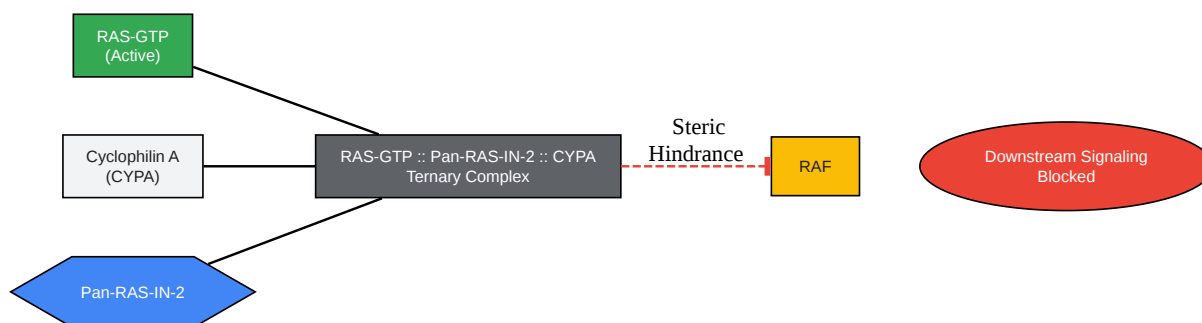 RAS-GTP
(Active)
Cyclophilin A
(CYPA)
Pan-RAS-IN-2
RAS-GTP :: Pan-RAS-IN-2 :: CYPA
Ternary Complex
Steric
Hindrance
RAF
Downstream Signaling
Blocked